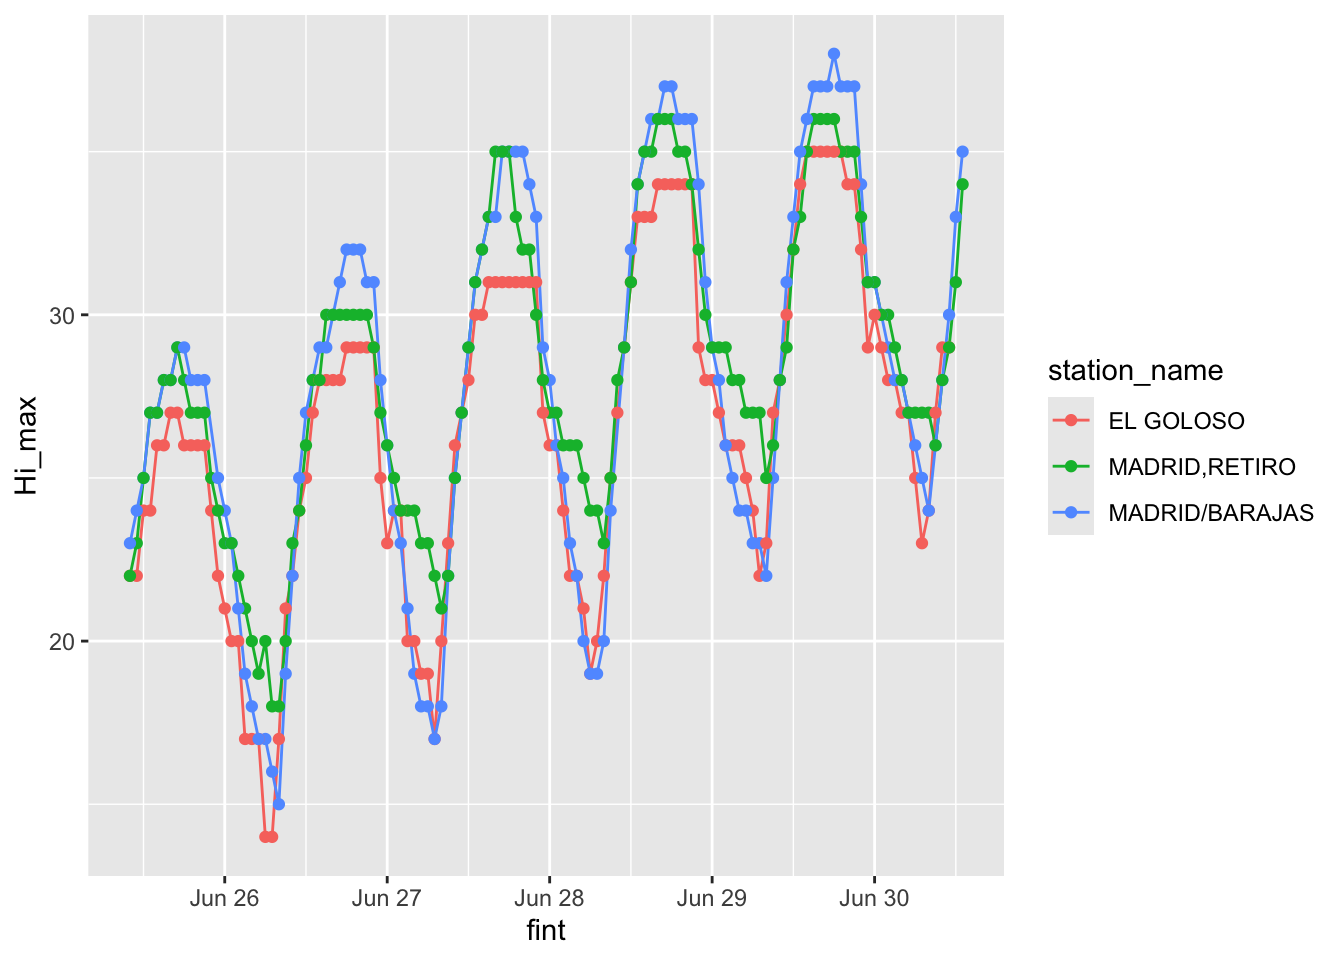 Hi_max
30
20
Jun 26
Jun 27
Jun 28
Jun 29
Jun 30
fint
station_name
EL GOLOSO
MADRID,RETIRO
MADRID/BARAJAS